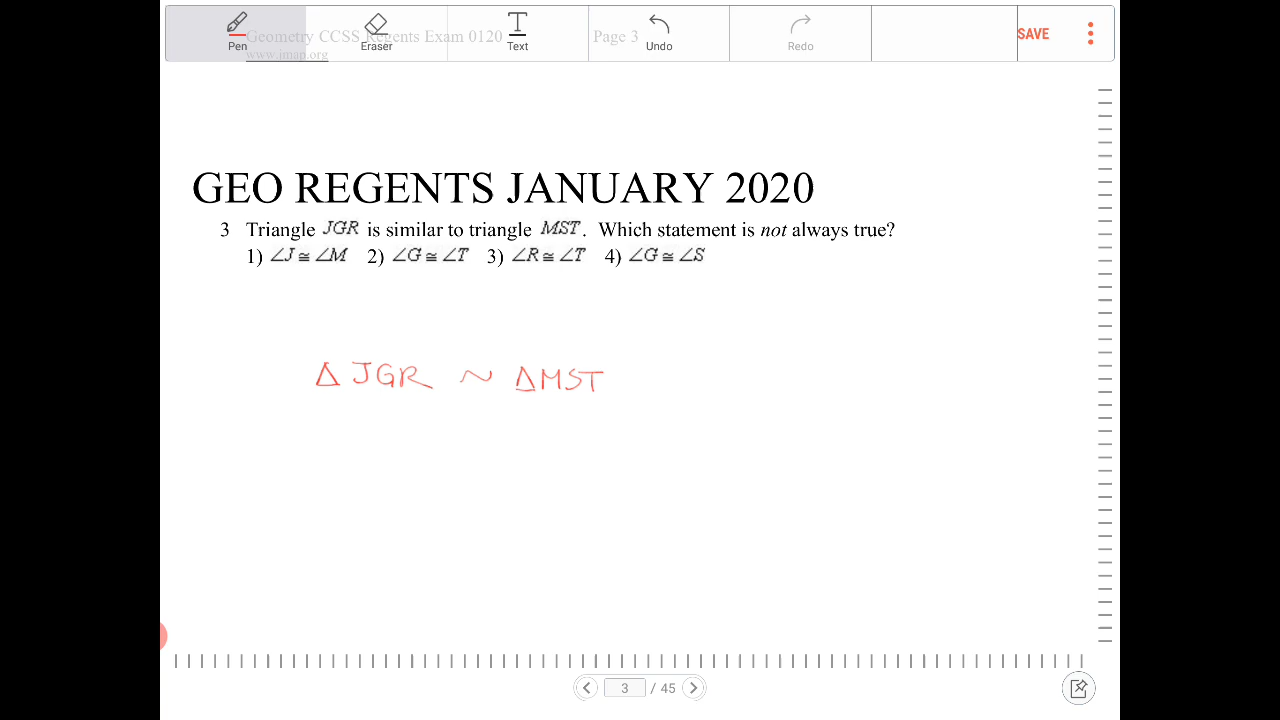 Geometry CCSS Regents Exam 0120 Page 3
www.jmap.org
Pen Eraser Text Undo Redo SAVE
GEO REGENTS JANUARY 2020
3 Triangle JGR is similar to triangle MST. Which statement is not always true?
1) ∠J ≅ ∠M 2) ∠G ≅ ∠T 3) ∠R ≅ ∠T 4) ∠G ≅ ∠S
Δ JGR ~ ΔMST
3 / 45